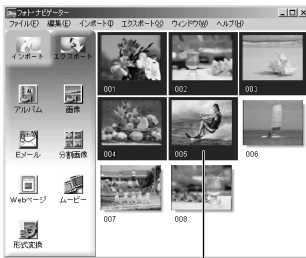 フォト・ナビゲーター
ファイル(F) 編集(E) インポート(I) エクスポート(X) ウィンドウ(W) ヘルプ(H)
インポート エクスポート
アルバム 画像
Eメール 分割画像
Webページ ムービー
形式変換
001 002 003
004 005 006
007 008